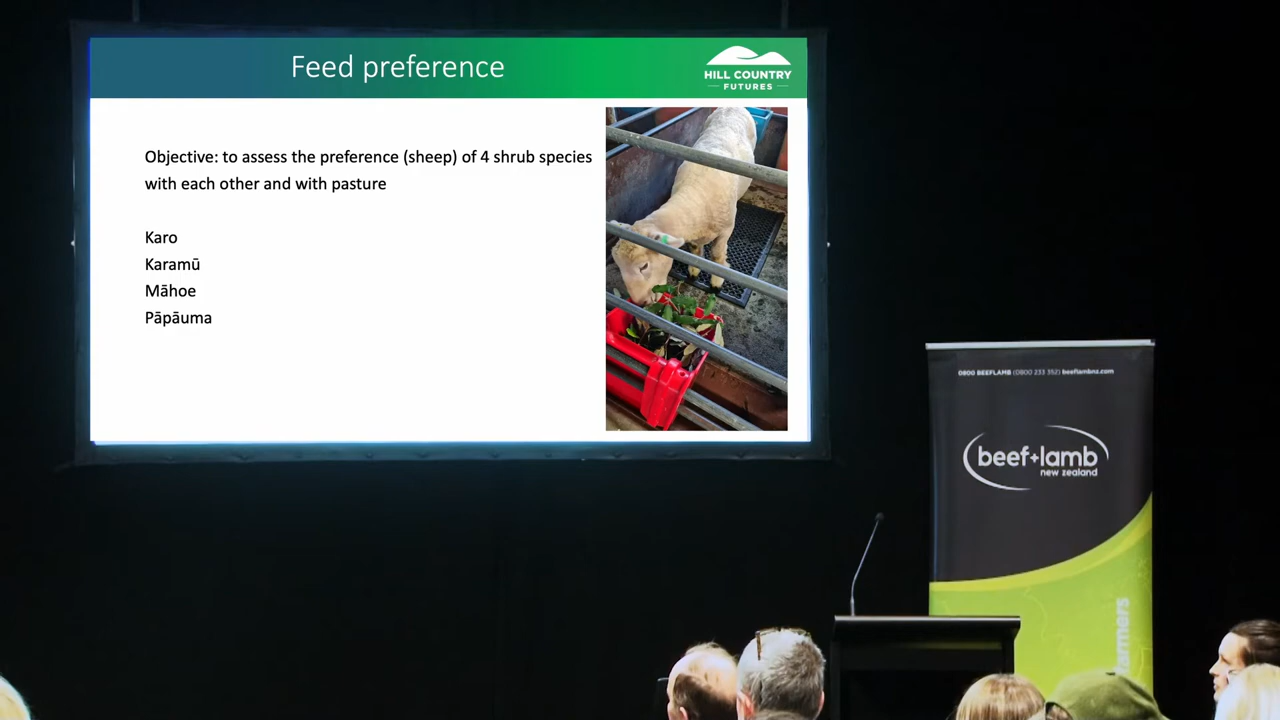 Feed preference
HILL COUNTRY
FUTURES
Objective: to assess the preference (sheep) of 4 shrub species
with each other and with pasture
Karo
Karamū
Māhoe
Pāpāuma
0800 BEEFLAMB (0800 233 352) beeflambnz.com
beef+lamb
new zealand
farmers